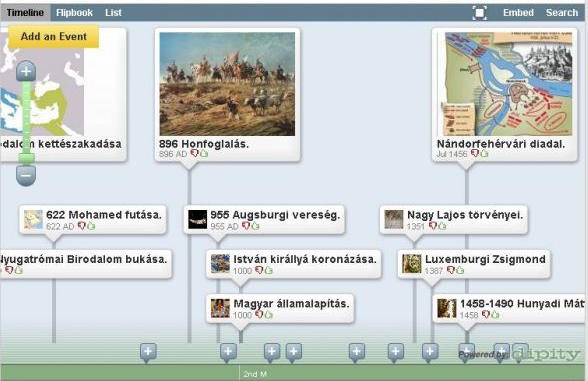 Timeline Flipbook List Embed Search
Add an Event
dalom kettészakadása
896 Honfoglalás.
896 AD
Nándorfehérvári diadal.
Jul 1456
622 Mohamed futása.
622 AD
955 Augsburgi vereség.
955 AD
Nagy Lajos törvényei.
1351
Nyugatrómai Birodalom bukása.
István királlyá koronázása.
1000
Luxemburgi Zsigmond
1387
Magyar államalapítás.
1000
1458-1490 Hunyadi Mát
1458
Powered by: dipity
2nd M